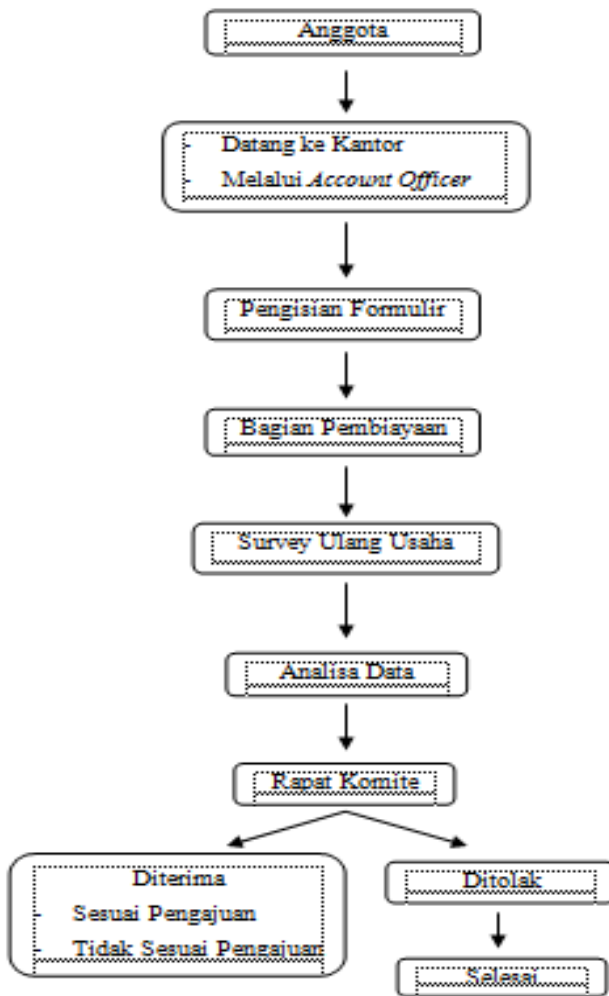 Anggota
- Datang ke Kantor
- Melalui Account Officer
Pengisian Formulir
Bagian Pembiayaan
Survey Ulang Usaha
Analisa Data
Rapat Komite
Diterima
- Sesuai Pengajuan
- Tidak Sesuai Pengajuan
Ditolak
Selesai